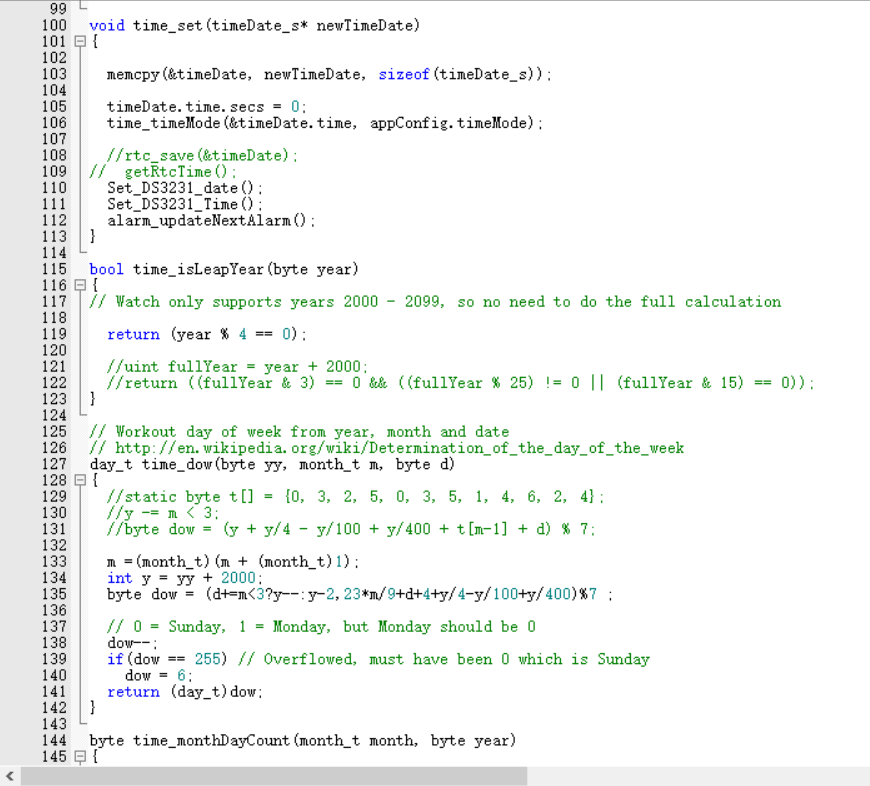 99
100 void time_set(timeDate_s* newTimeDate)
101 {
102
103 memcpy(&timeDate, newTimeDate, sizeof(timeDate_s));
104
105 timeDate.time.secs = 0;
106 time_timeMode(&timeDate.time, appConfig.timeMode);
107
108 //rtc_save(&timeDate);
109 // getRtcTime();
110 Set_DS3231_date();
111 Set_DS3231_Time();
112 alarm_updateNextAlarm();
113 }
114
115 bool time_isLeapYear(byte year)
116 {
117 // Watch only supports years 2000 - 2099, so no need to do the full calculation
118
119 return (year % 4 == 0);
120
121 //uint fullYear = year + 2000;
122 //return ((fullYear & 3) == 0 && ((fullYear % 25) != 0 || (fullYear & 15) == 0));
123 }
124
125 // Workout day of week from year, month and date
126 // http://en.wikipedia.org/wiki/Determination_of_the_day_of_the_week
127 day_t time_dow(byte yy, month_t m, byte d)
128 {
129 //static byte t[] = {0, 3, 2, 5, 0, 3, 5, 1, 4, 6, 2, 4};
130 //y -= m < 3;
131 //byte dow = (y + y/4 - y/100 + y/400 + t[m-1] + d) % 7;
132
133 m =(month_t)(m + (month_t)1);
134 int y = yy + 2000;
135 byte dow = (d+=m<3?y--:y-2,23*m/9+d+4+y/4-y/100+y/400)%7 ;
136
137 // 0 = Sunday, 1 = Monday, but Monday should be 0
138 dow--;
139 if(dow == 255) // Overflowed, must have been 0 which is Sunday
140 dow = 6;
141 return (day_t)dow;
142 }
143
144 byte time_monthDayCount(month_t month, byte year)
145 {